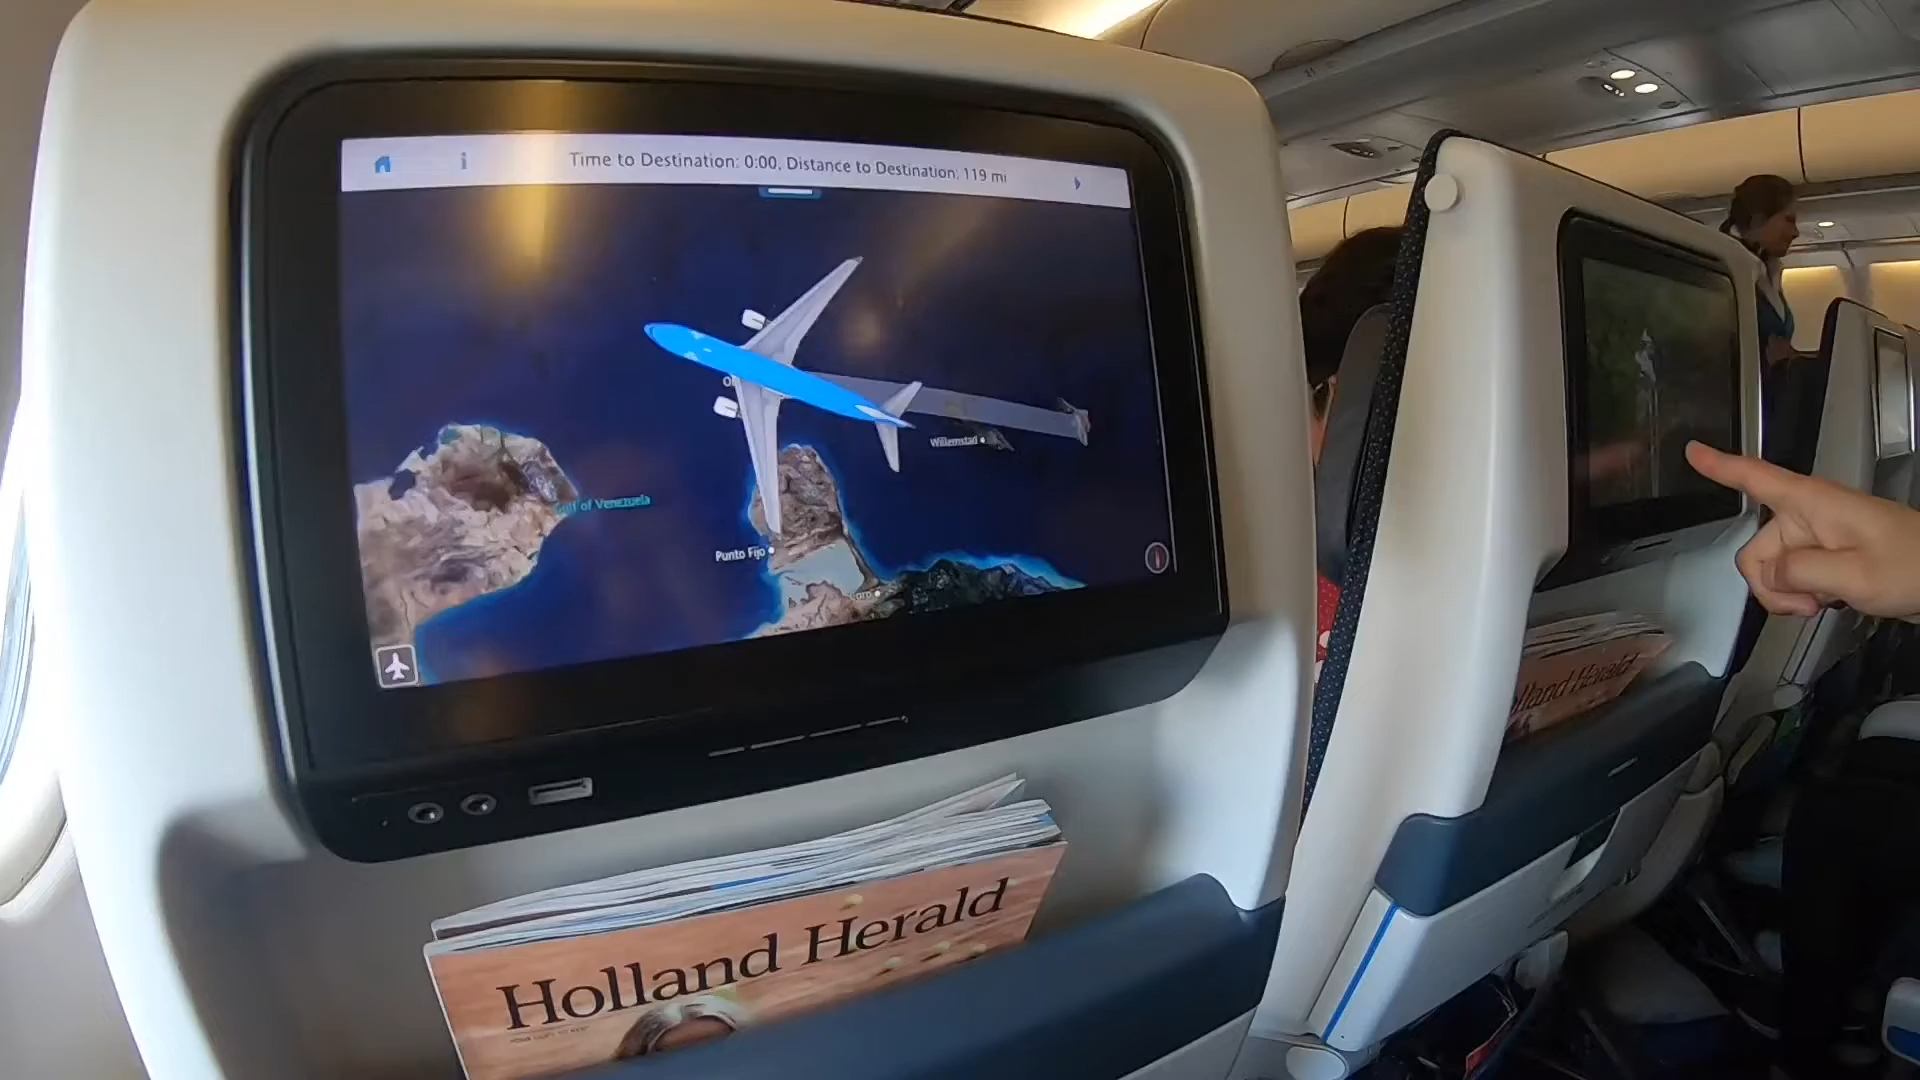 i
Time to Destination: 0:00, Distance to Destination: 119 mi
Willemstad
Gulf of Venezuela
Punto Fijo
Holland Herald
Holland Herald